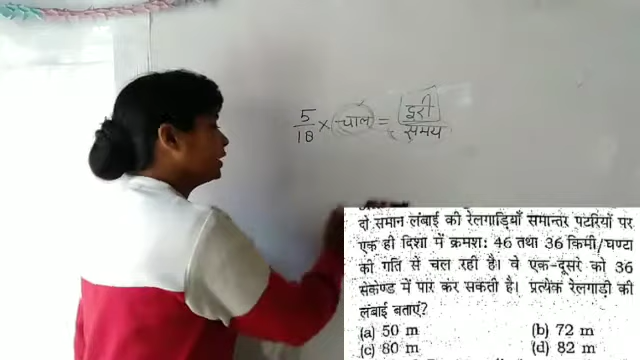 5/18 × चाल = दूरी/समय
दो समान लंबाई की रेलगाड़ियाँ समान्तर पटरियों पर
एक ही दिशा में क्रमश: 46 तथा 36 किमी/घण्टा
की गति से चल रही है। वे एक-दूसरे को 36
सेकेण्ड में पार कर सकती है। प्रत्येक रेलगाड़ी की
लंबाई बताएं?
(a) 50 m (b) 72 m
(c) 80 m (d) 82 m